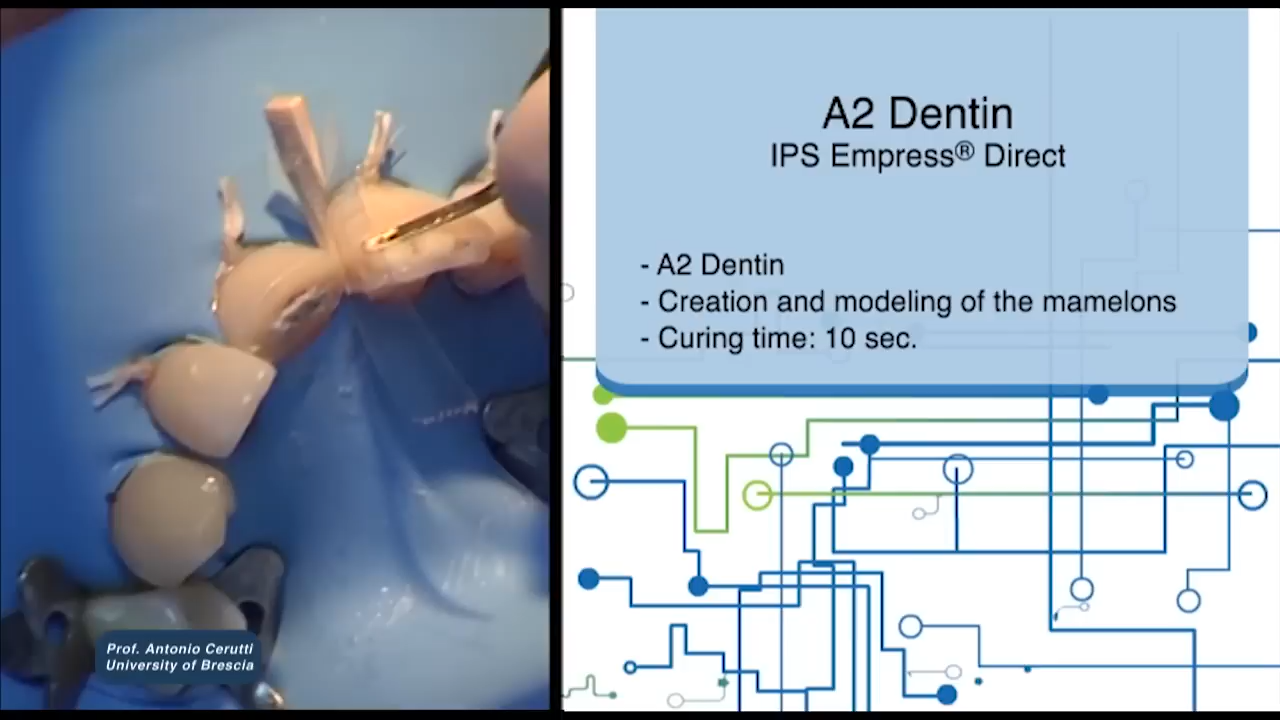 A2 Dentin
IPS Empress® Direct
- A2 Dentin
- Creation and modeling of the mamelons
- Curing time: 10 sec.
Prof. Antonio Cerutti
University of Brescia